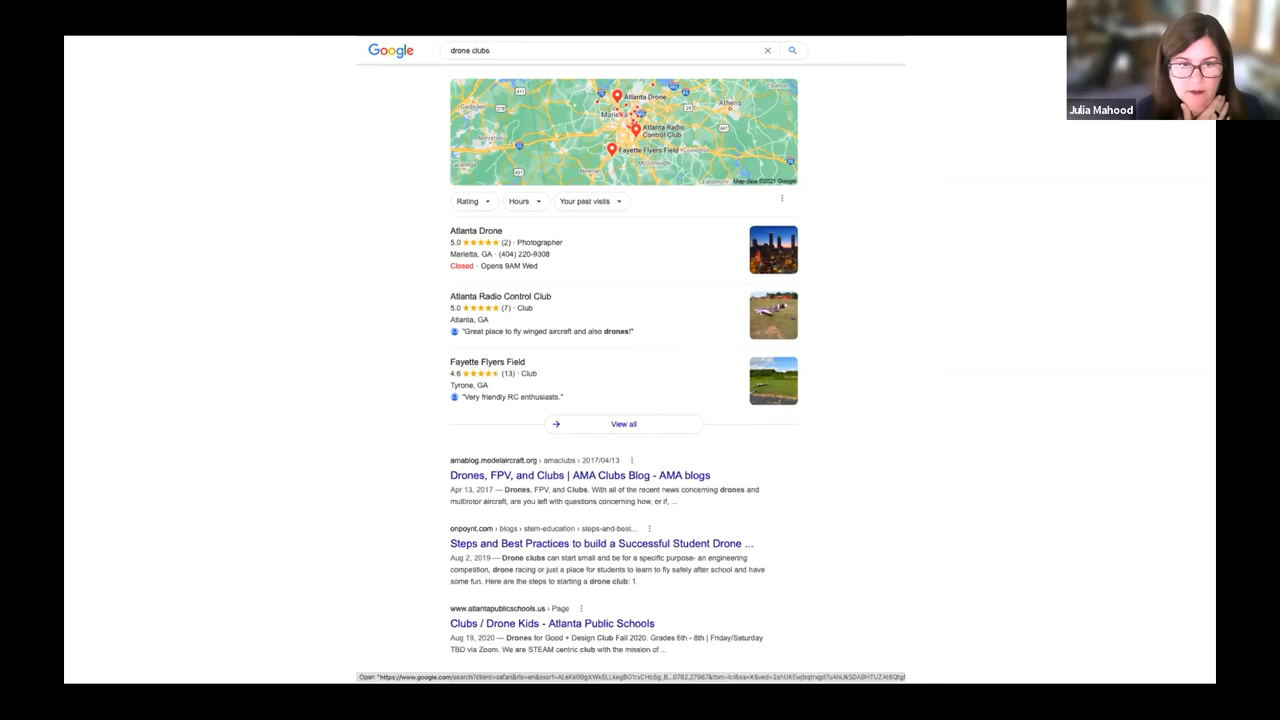 Google
drone clubs
Julia Mahood
Atlanta Drone
Athens
Marietta
Atlanta Radio
Control Club
Anniston
Fayette Flyers Field
Covington
McDonough
Newnan
Map data ©2021 Google
Rating
Hours
Your past visits
Atlanta Drone
5.0 (2) · Photographer
Marietta, GA · (404) 220-9308
Closed · Opens 9AM Wed
Atlanta Radio Control Club
5.0 (7) · Club
Atlanta, GA
"Great place to fly winged aircraft and also drones!"
Fayette Flyers Field
4.6 (13) · Club
Tyrone, GA
"Very friendly RC enthusiasts."
View all
amablog.modelaircraft.org › amaclubs › 2017/04/13
Drones, FPV, and Clubs | AMA Clubs Blog - AMA blogs
Apr 13, 2017 — Drones, FPV, and Clubs. With all of the recent news concerning drones and
multirotor aircraft, are you left with questions concerning how, or if, ...
onpoynt.com › blogs › stem-education › steps-and-best...
Steps and Best Practices to build a Successful Student Drone ...
Aug 2, 2019 — Drone clubs can start small and be for a specific purpose- an engineering
competition, drone racing or just a place for students to learn to fly safely after school and have
some fun. Here are the steps to starting a drone club: 1.
www.atlantapublicschools.us › Page
Clubs / Drone Kids - Atlanta Public Schools
Aug 19, 2020 — Drones for Good + Design Club Fall 2020. Grades 6th - 8th | Friday/Saturday
TBD via Zoom. We are STEAM centric club with the mission of ...